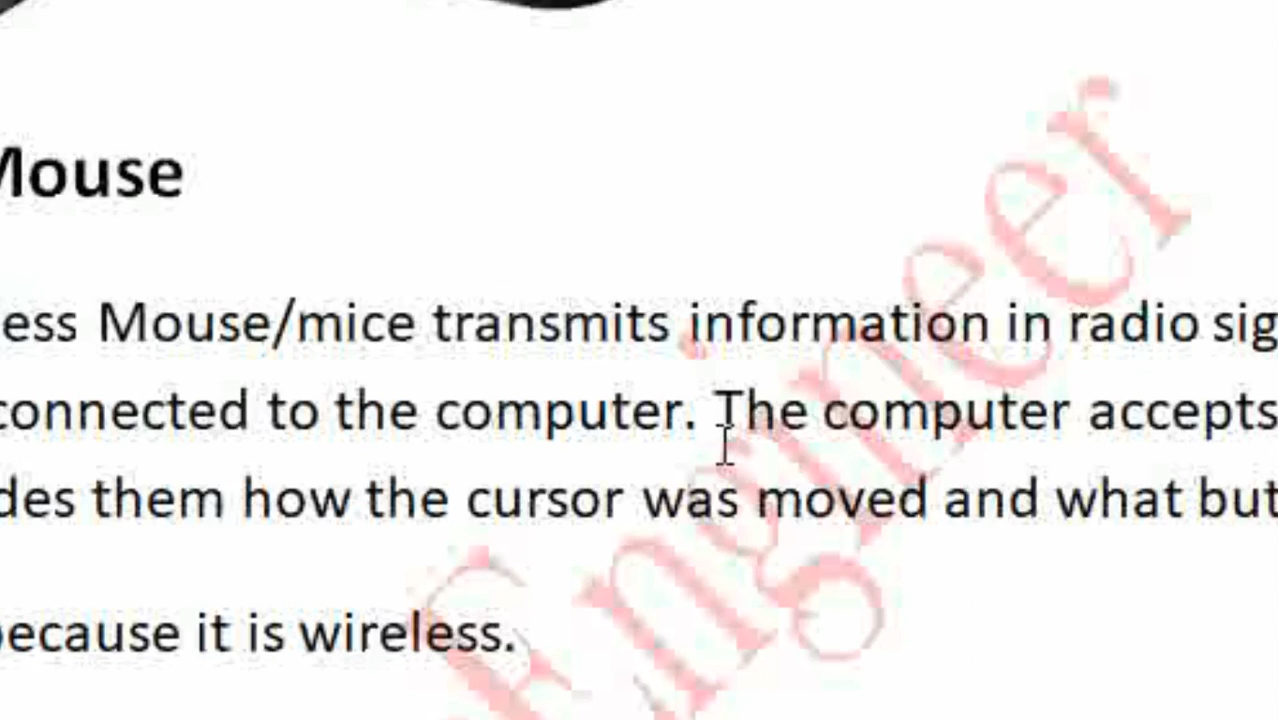 Mouse
ess Mouse/mice transmits information in radio sig
connected to the computer. The computer accepts
des them how the cursor was moved and what but
because it is wireless.
Engineer